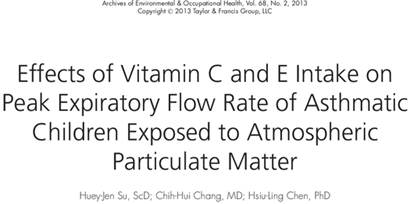 Archives of Environmental & Occupational Health, Vol. 68, No. 2, 2013
Copyright © 2013 Taylor & Francis Group, LLC
Effects of Vitamin C and E Intake on
Peak Expiratory Flow Rate of Asthmatic
Children Exposed to Atmospheric
Particulate Matter
Huey-Jen Su, ScD; Chih-Hui Chang, MD; Hsiu-Ling Chen, PhD